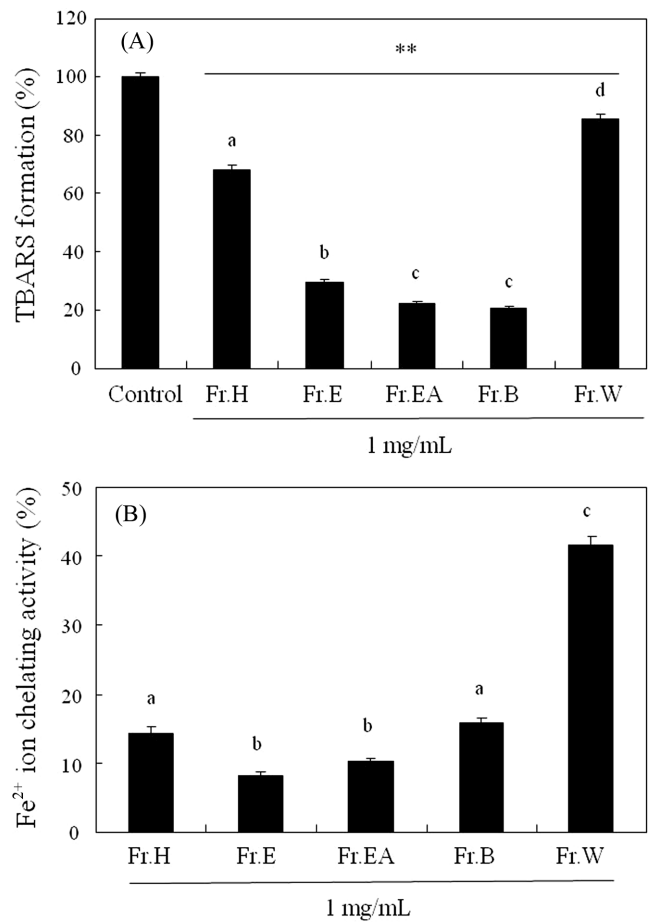 (A)
**
TBARS formation (%)
120
100
80
60
40
20
0
a
b
c
c
d
Control Fr.H Fr.E Fr.EA Fr.B Fr.W
1 mg/mL
(B)
Fe²⁺ ion chelating activity (%)
50
40
30
20
10
0
a
b
b
a
c
Fr.H Fr.E Fr.EA Fr.B Fr.W
1 mg/mL